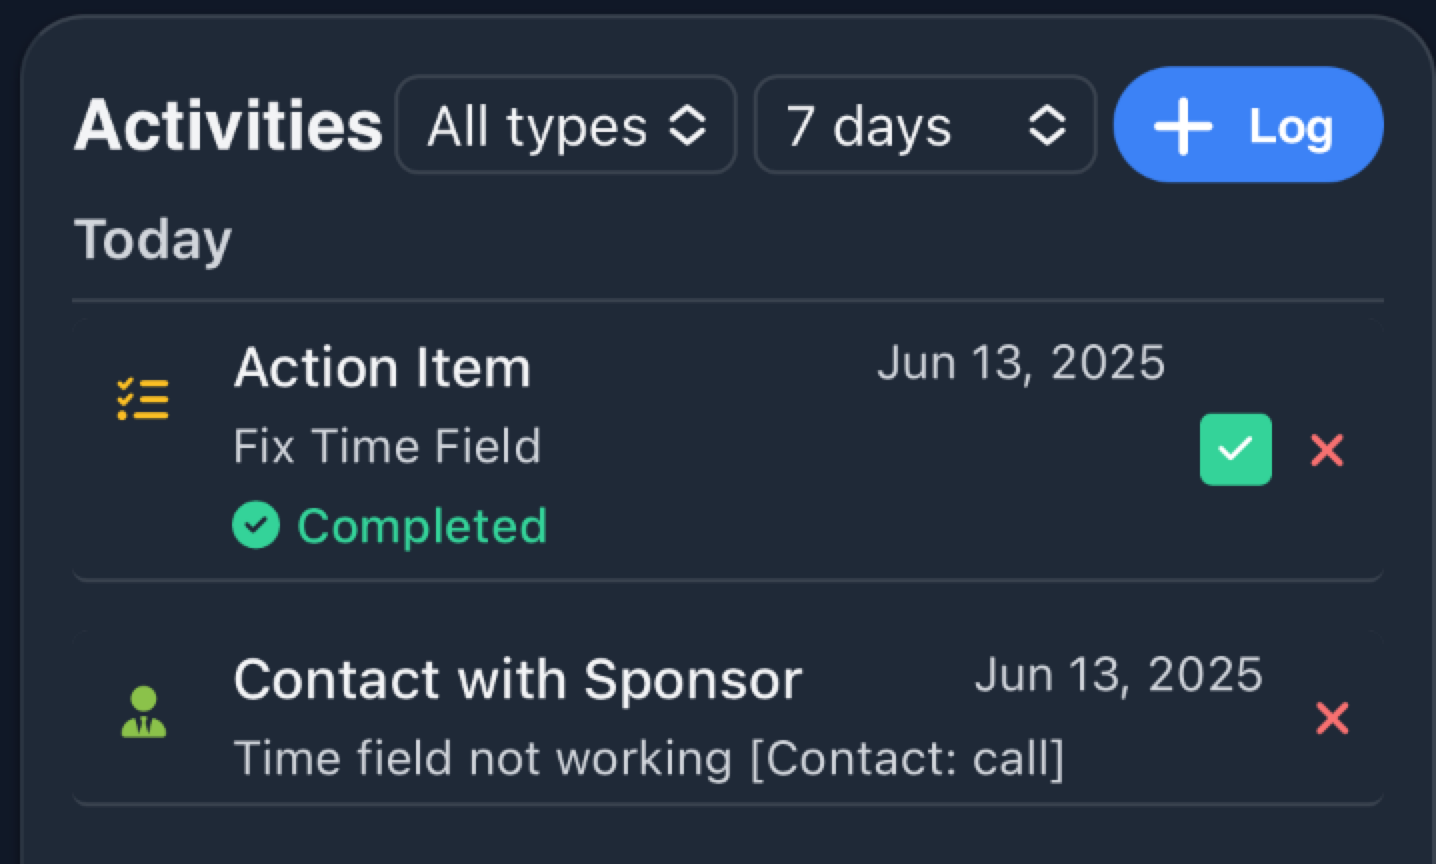 Activities All types 7 days Log
Today
Action Item Jun 13, 2025
Fix Time Field
Completed
Contact with Sponsor Jun 13, 2025
Time field not working [Contact: call]